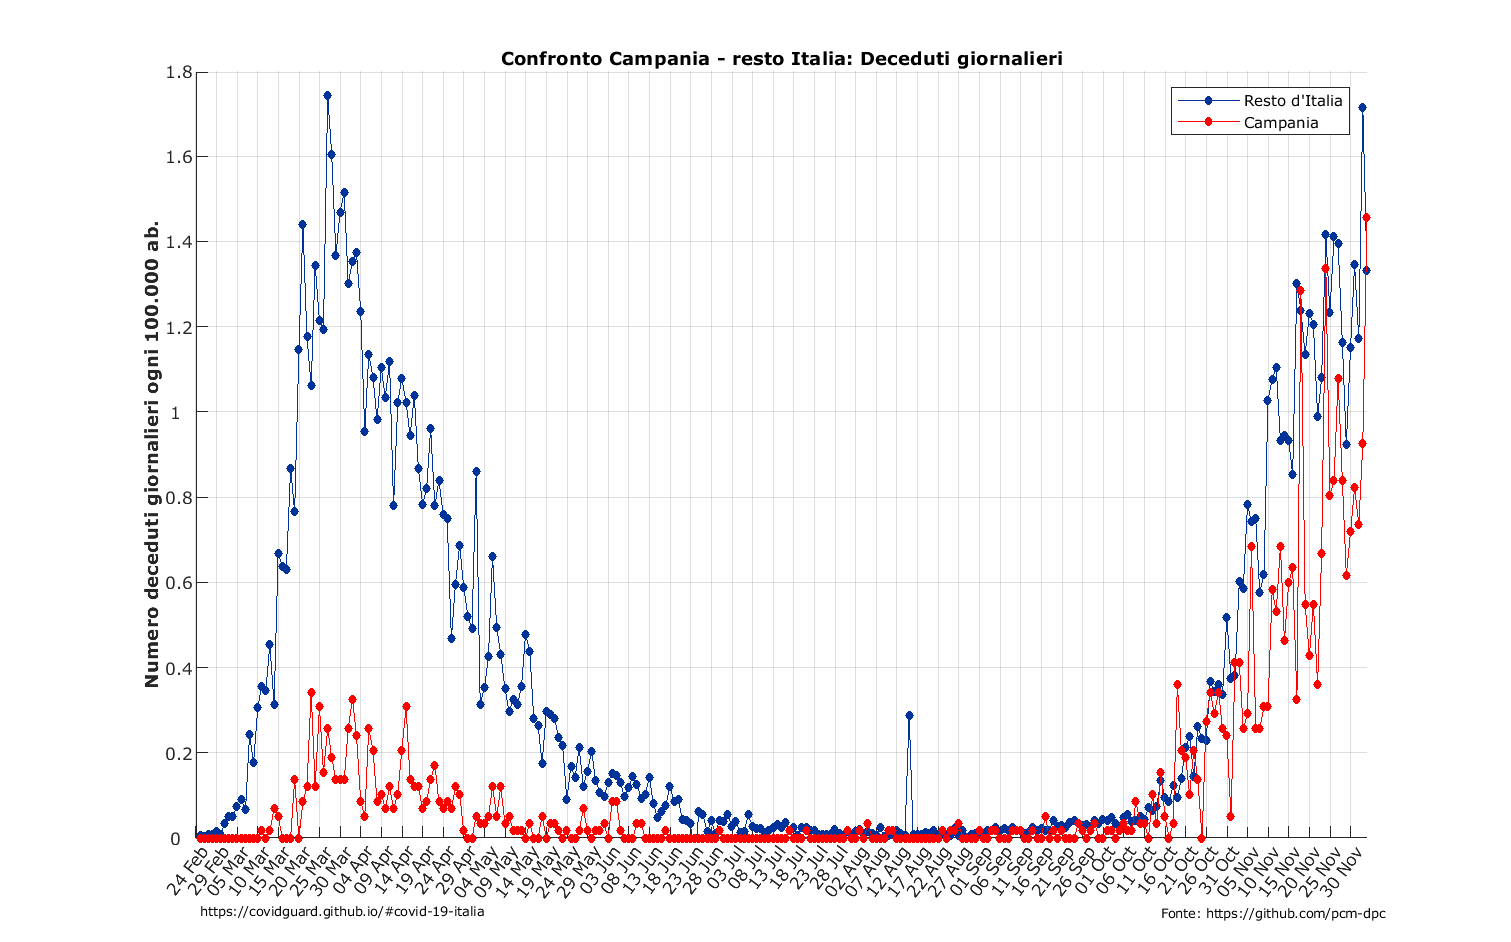 Confronto Campania - resto Italia: Deceduti giornalieri
Numero deceduti giornalieri ogni 100.000 ab.
1.8
1.6
1.4
1.2
1
0.8
0.6
0.4
0.2
0
Resto d'Italia
Campania
24 Feb
29 Feb
05 Mar
10 Mar
15 Mar
20 Mar
25 Mar
30 Mar
04 Apr
09 Apr
14 Apr
19 Apr
24 Apr
29 Apr
04 May
09 May
14 May
19 May
24 May
29 May
03 Jun
08 Jun
13 Jun
18 Jun
23 Jun
28 Jun
03 Jul
08 Jul
13 Jul
18 Jul
23 Jul
28 Jul
02 Aug
07 Aug
12 Aug
17 Aug
22 Aug
27 Aug
01 Sep
06 Sep
11 Sep
16 Sep
21 Sep
26 Sep
01 Oct
06 Oct
11 Oct
16 Oct
21 Oct
26 Oct
31 Oct
05 Nov
10 Nov
15 Nov
20 Nov
25 Nov
30 Nov
https://covidguard.github.io/#covid-19-italia
Fonte: https://github.com/pcm-dpc